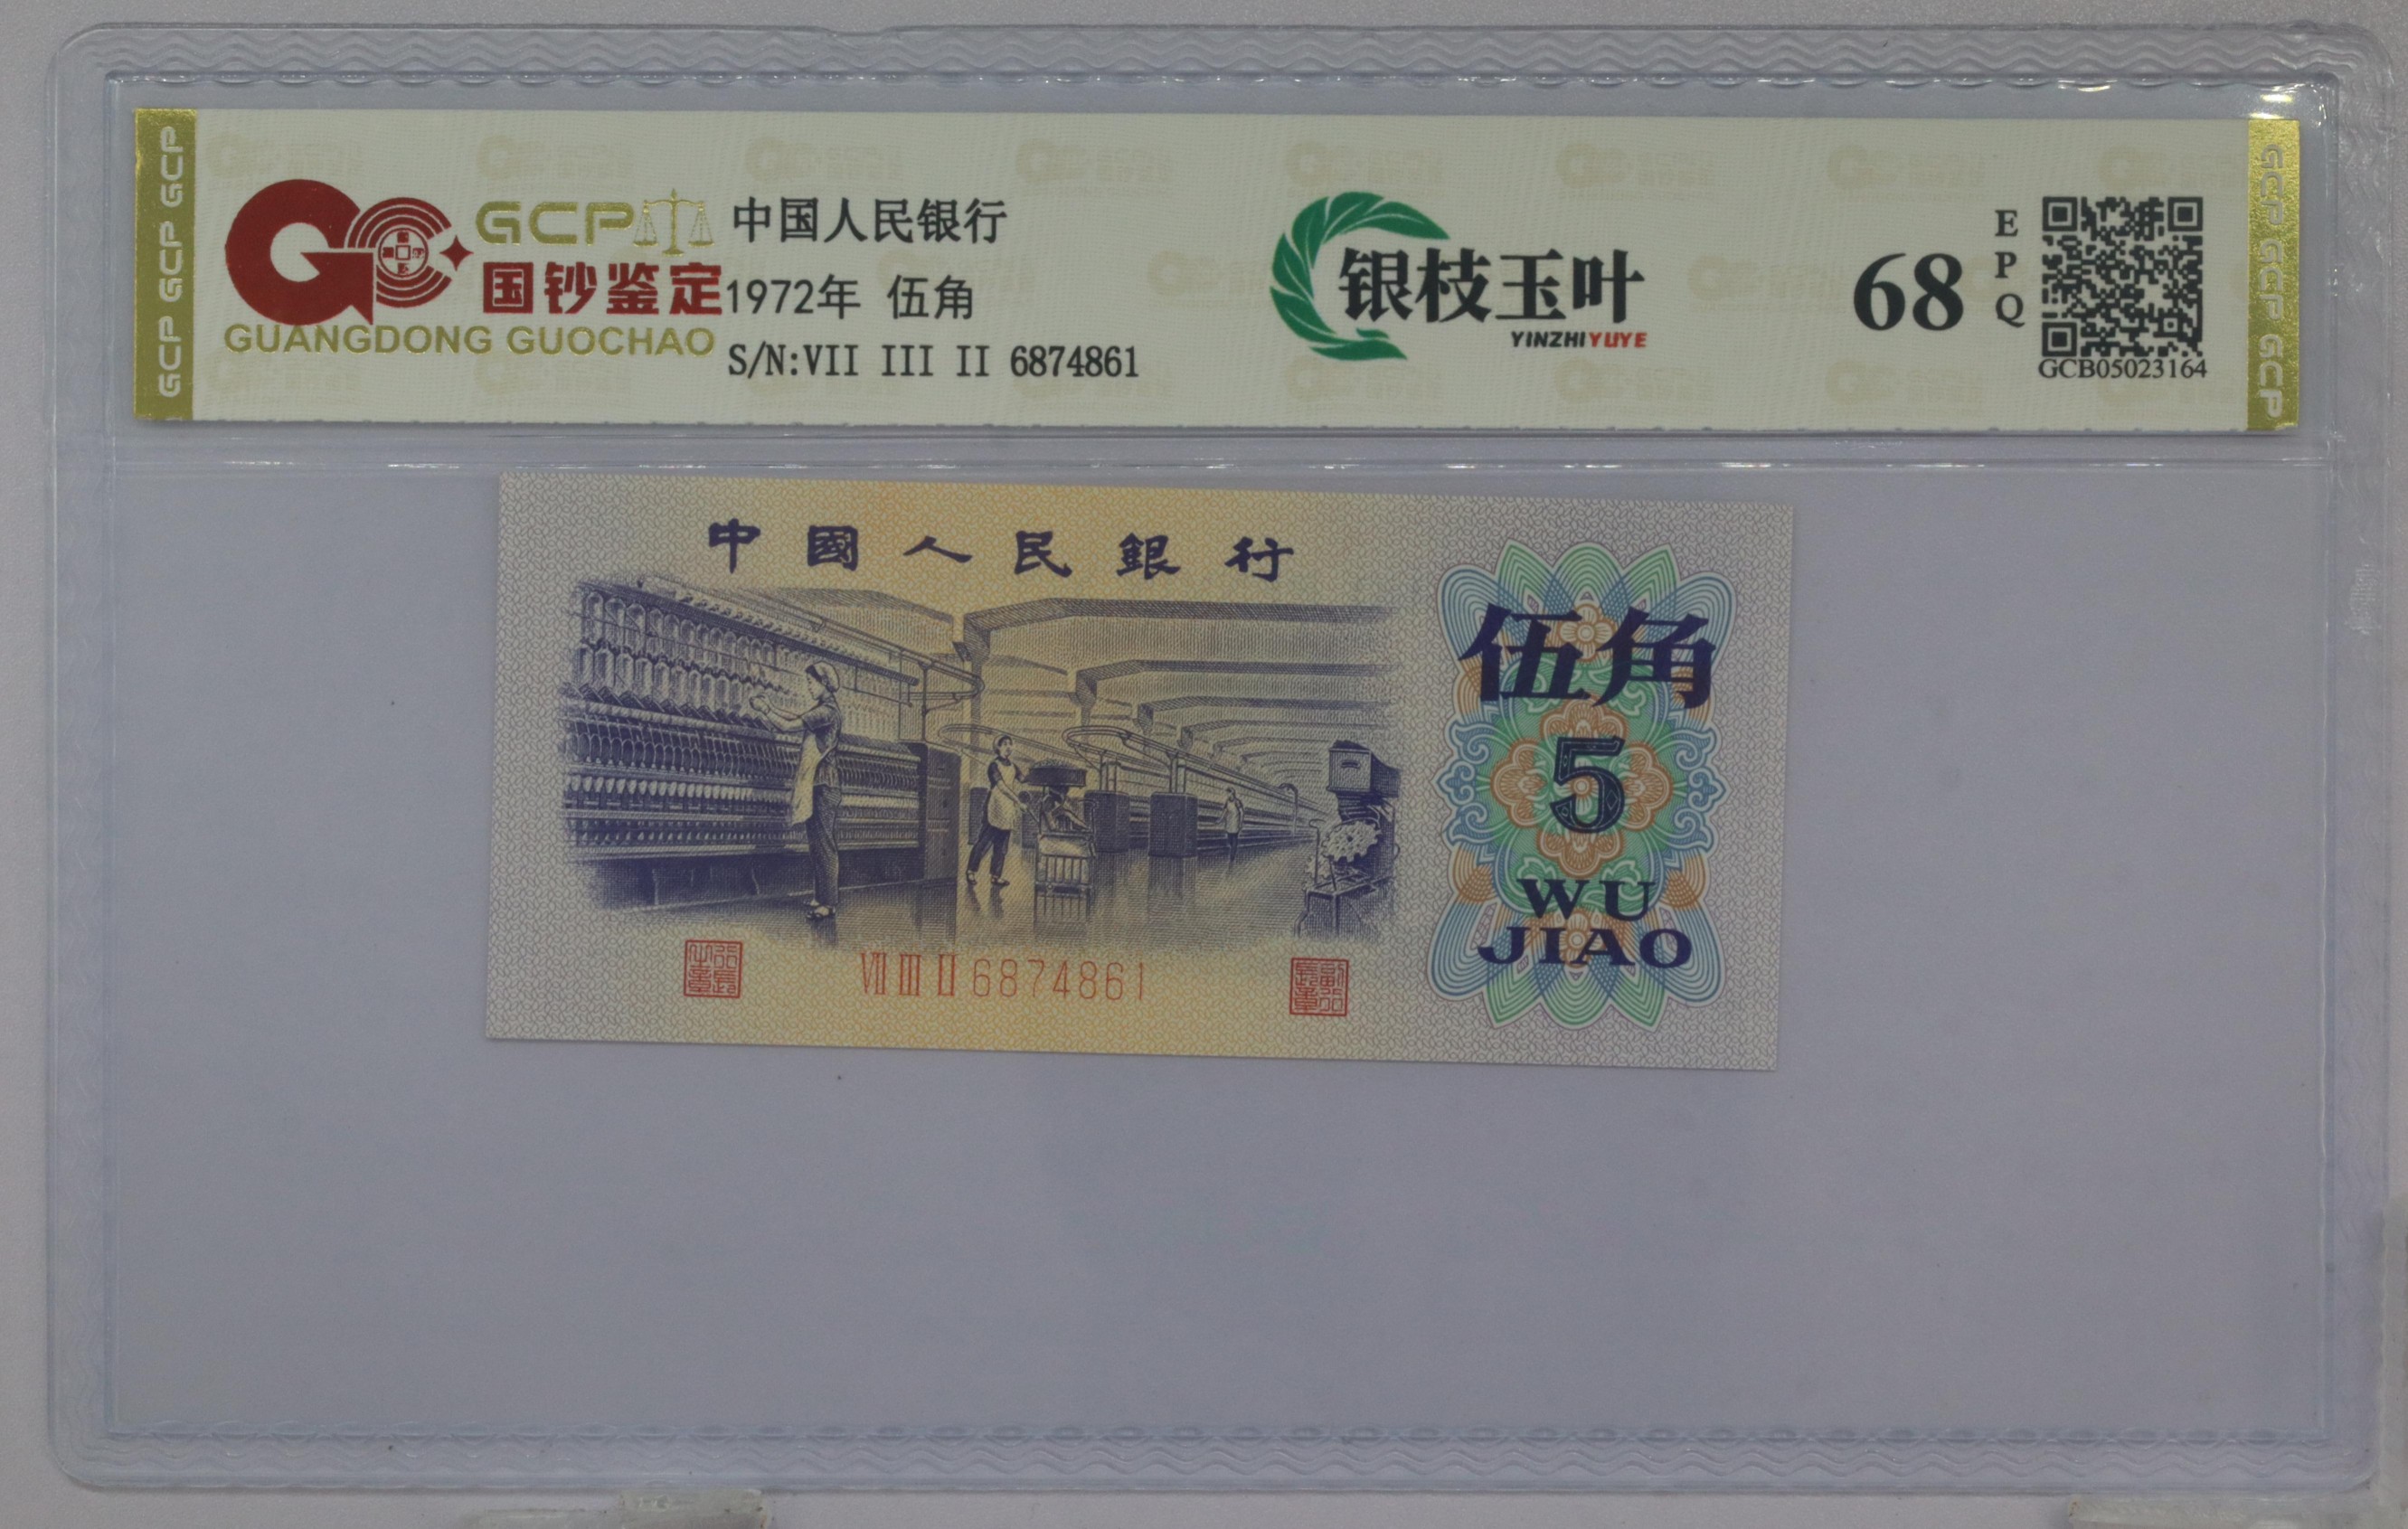 GCP GCP GCP
GCP
国钞鉴定
GUANGDONG GUOCHAO
中国人民银行
1972年 伍角
S/N:VII III II 6874861
银枝玉叶
YINZHIYUYE
68
EPQ
GCB05023164
GCP GCP GCP
中國人民銀行
伍角
5
WU
JIAO
VII III II 6874861